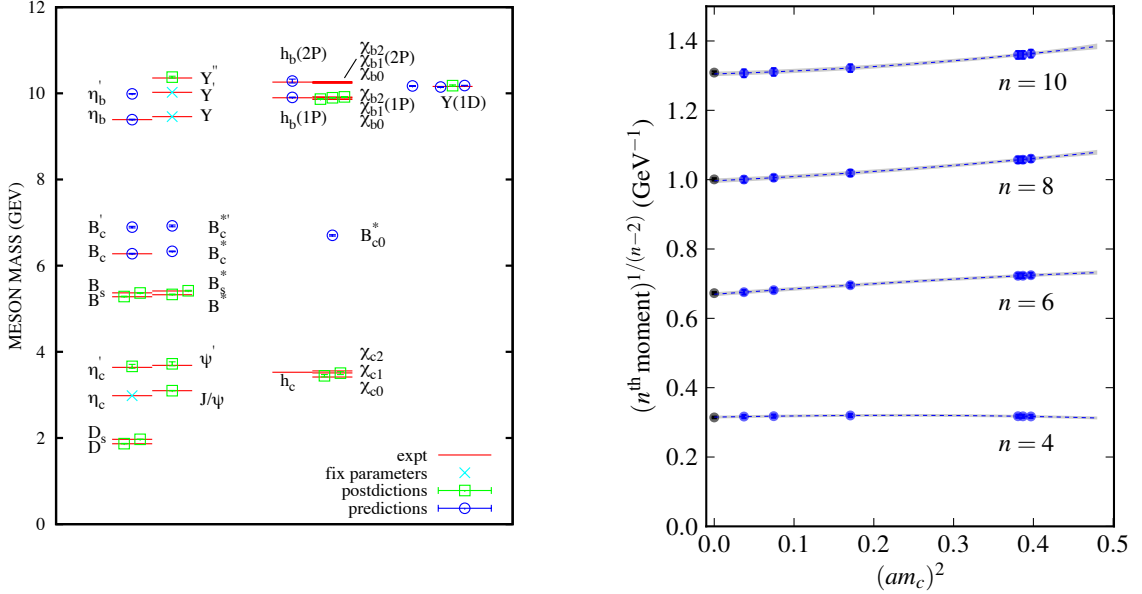 MESON MASS (GEV)
12
10
8
6
4
2
0
η_b'
η_b
Υ''
Υ'
Υ
h_b(2P)
h_b(1P)
χ_b2
χ_b1(2P)
χ_b0
χ_b2
χ_b1(1P)
χ_b0
Υ(1D)
B_c'
B_c
B_s
B
B_c*'
B_c*
B_s*
B*
B_c0*
η_c'
η_c
ψ'
J/ψ
h_c
χ_c2
χ_c1
χ_c0
D_s
D
expt
fix parameters
postdictions
predictions
(n^th moment)^1/(n−2) (GeV^−1)
1.4
1.2
1.0
0.8
0.6
0.4
0.2
0.0
n = 10
n = 8
n = 6
n = 4
0.0 0.1 0.2 0.3 0.4 0.5
(am_c)^2